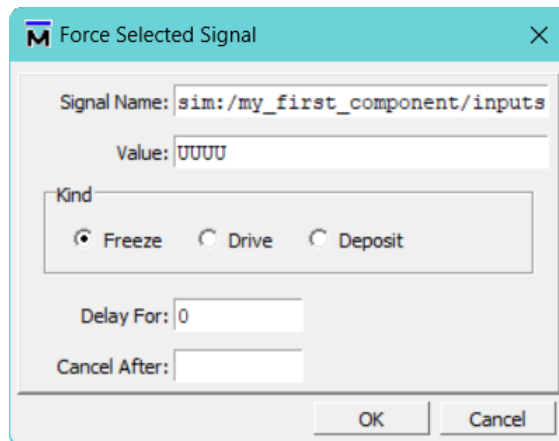 M Force Selected Signal
Signal Name: sim:/my_first_component/inputs
Value: UUUU
Kind
Freeze Drive Deposit
Delay For: 0
Cancel After:
OK Cancel